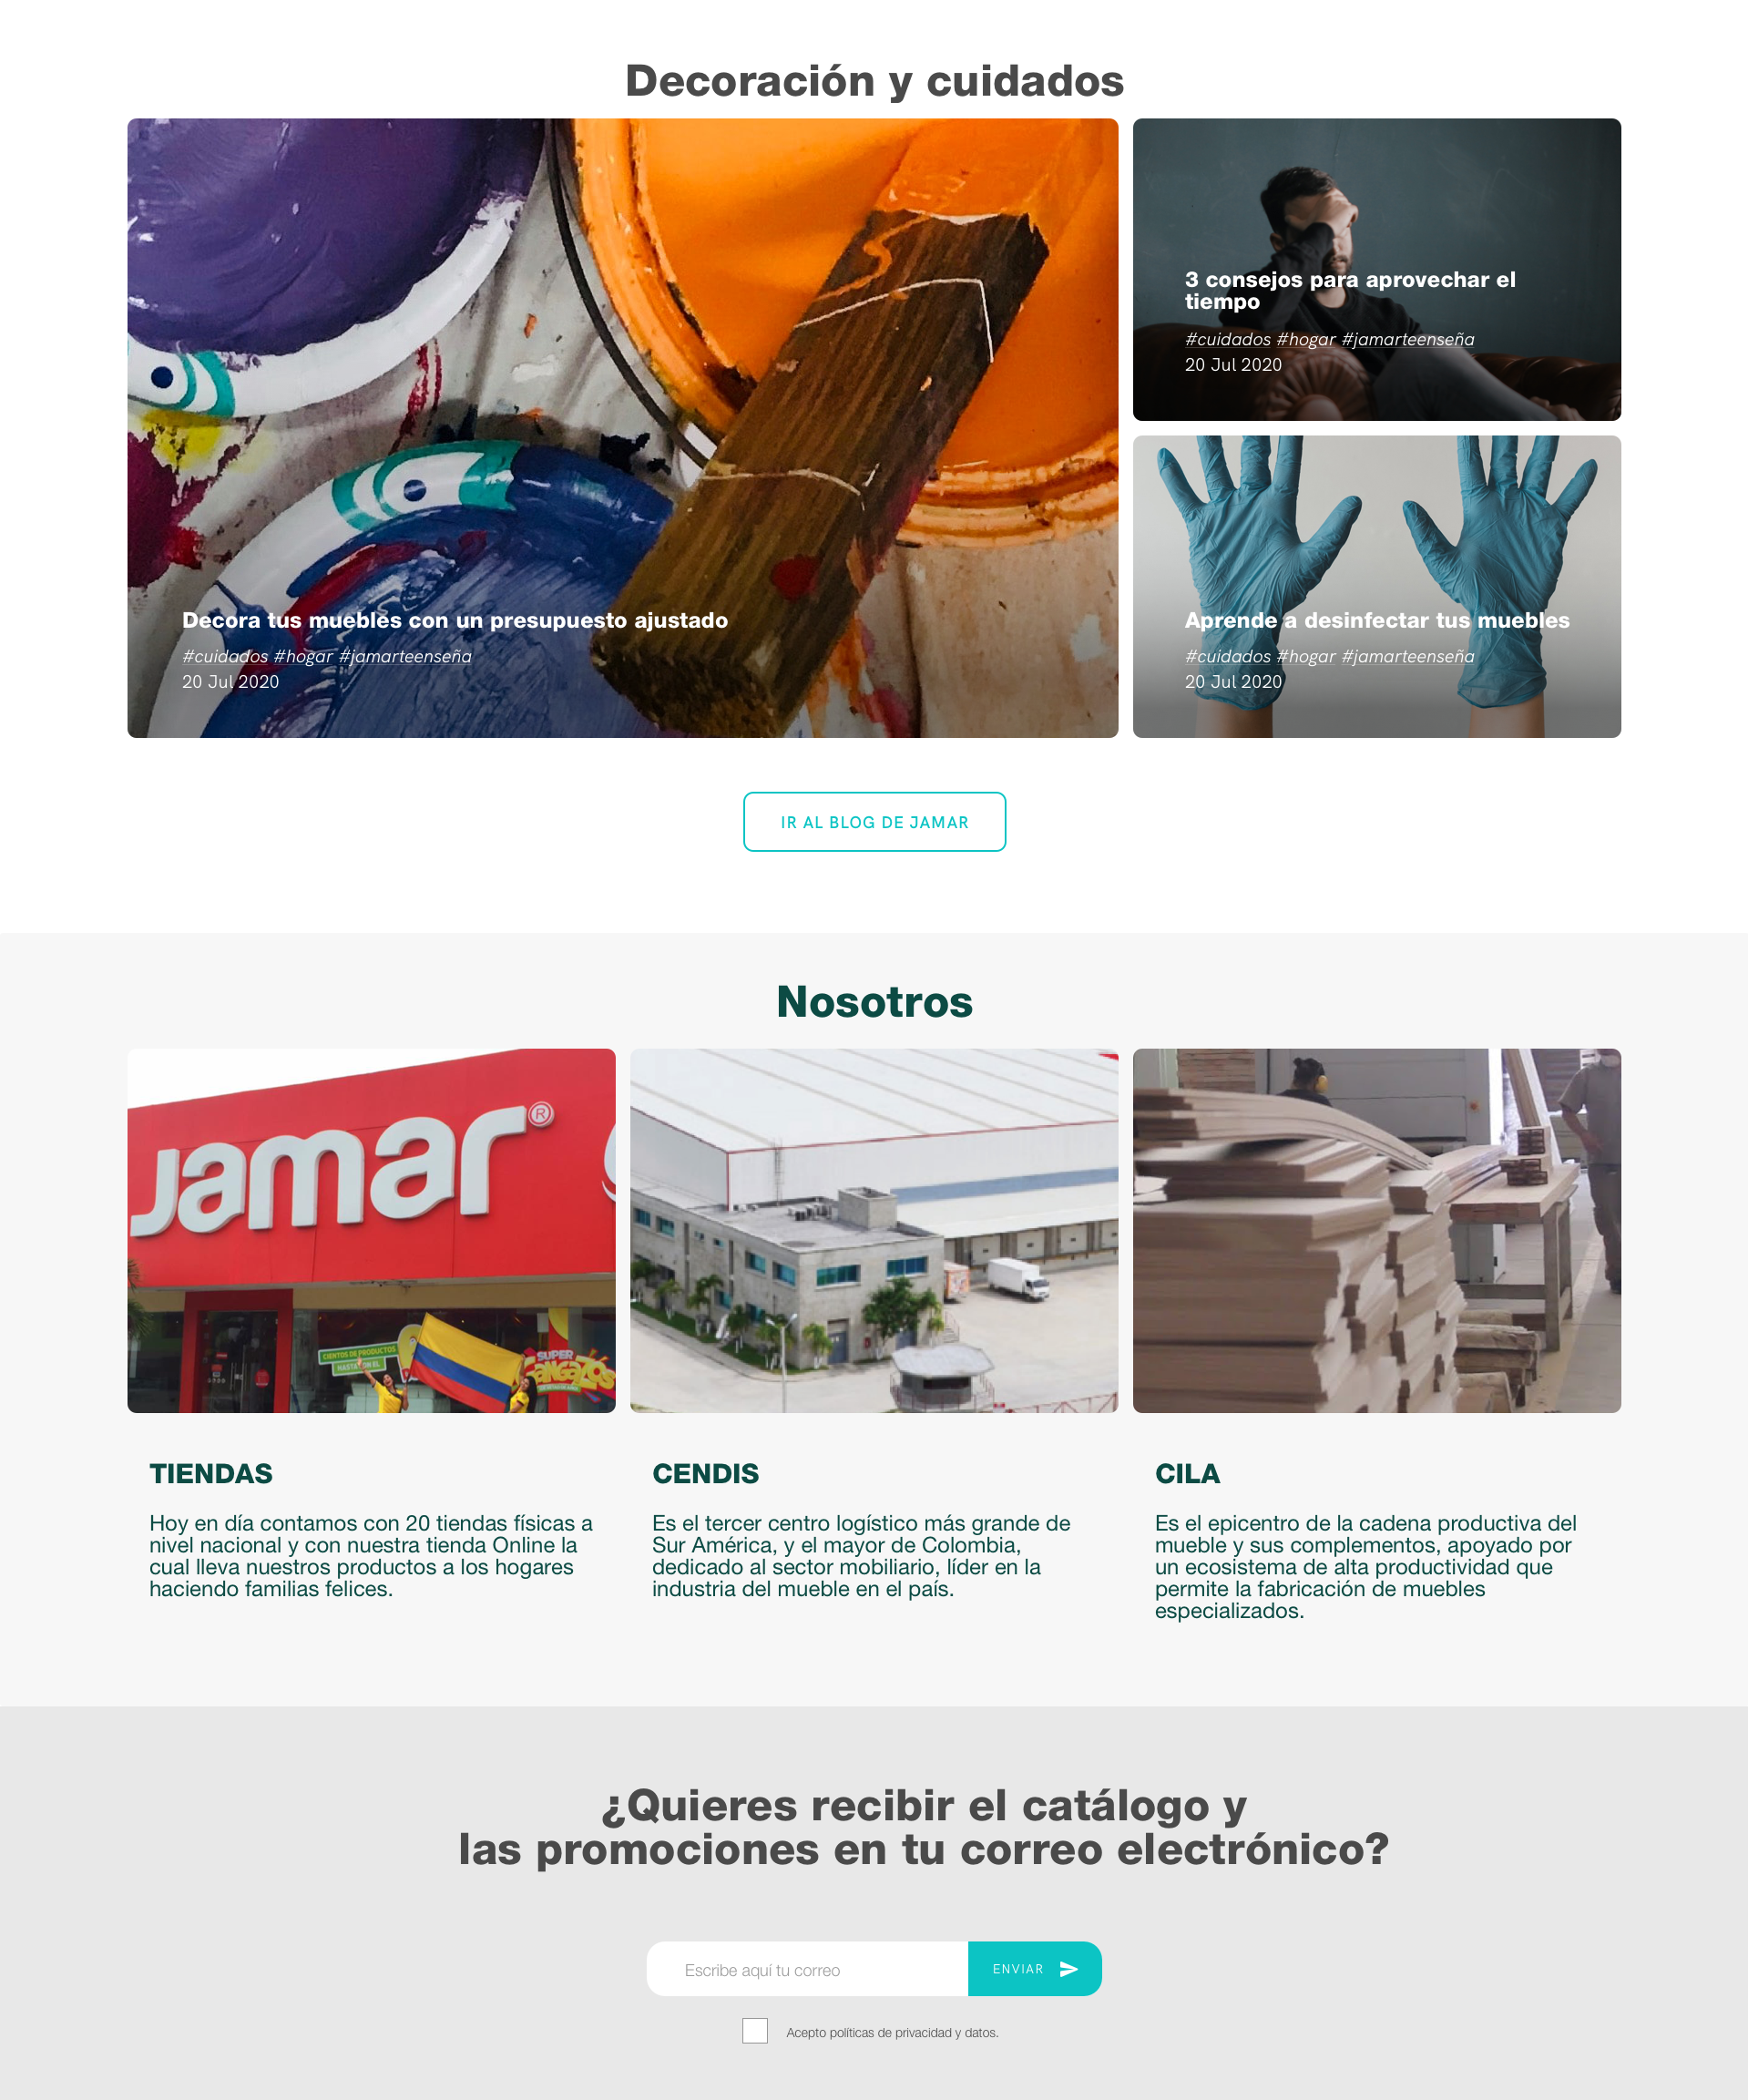 Decoración y cuidados
3 consejos para aprovechar el
tiempo
#cuidados #hogar #jamarteenseña
20 Jul 2020
Decora tus muebles con un presupuesto ajustado
#cuidados #hogar #jamarteenseña
20 Jul 2020
Aprende a desinfectar tus muebles
#cuidados #hogar #jamarteenseña
20 Jul 2020
IR AL BLOG DE JAMAR
Nosotros
Jamar®
CIENTOS DE PRODUCTOS
SUPER
TIENDAS
Hoy en día contamos con 20 tiendas físicas a
nivel nacional y con nuestra tienda Online la
cual lleva nuestros productos a los hogares
haciendo familias felices.
CENDIS
Es el tercer centro logístico más grande de
Sur América, y el mayor de Colombia,
dedicado al sector mobiliario, líder en la
industria del mueble en el país.
CILA
Es el epicentro de la cadena productiva del
mueble y sus complementos, apoyado por
un ecosistema de alta productividad que
permite la fabricación de muebles
especializados.
¿Quieres recibir el catálogo y
las promociones en tu correo electrónico?
Escribe aquí tu correo
ENVIAR
Acepto políticas de privacidad y datos.